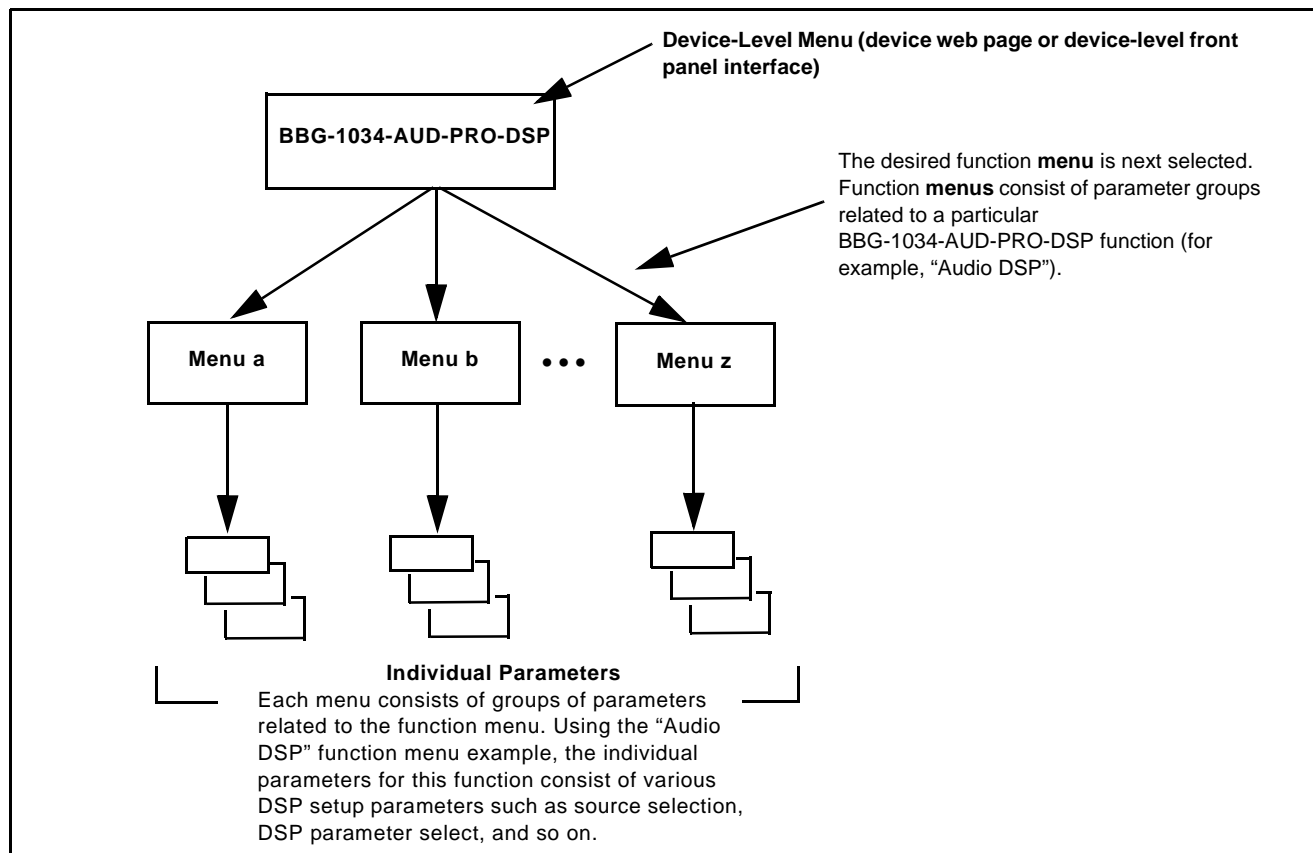 Device-Level Menu (device web page or device-level front
panel interface)
BBG-1034-AUD-PRO-DSP
The desired function menu is next selected.
Function menus consist of parameter groups
related to a particular
BBG-1034-AUD-PRO-DSP function (for
example, “Audio DSP”).
Menu a
Menu b
•••
Menu z
Individual Parameters
Each menu consists of groups of parameters
related to the function menu. Using the “Audio
DSP” function menu example, the individual
parameters for this function consist of various
DSP setup parameters such as source selection,
DSP parameter select, and so on.